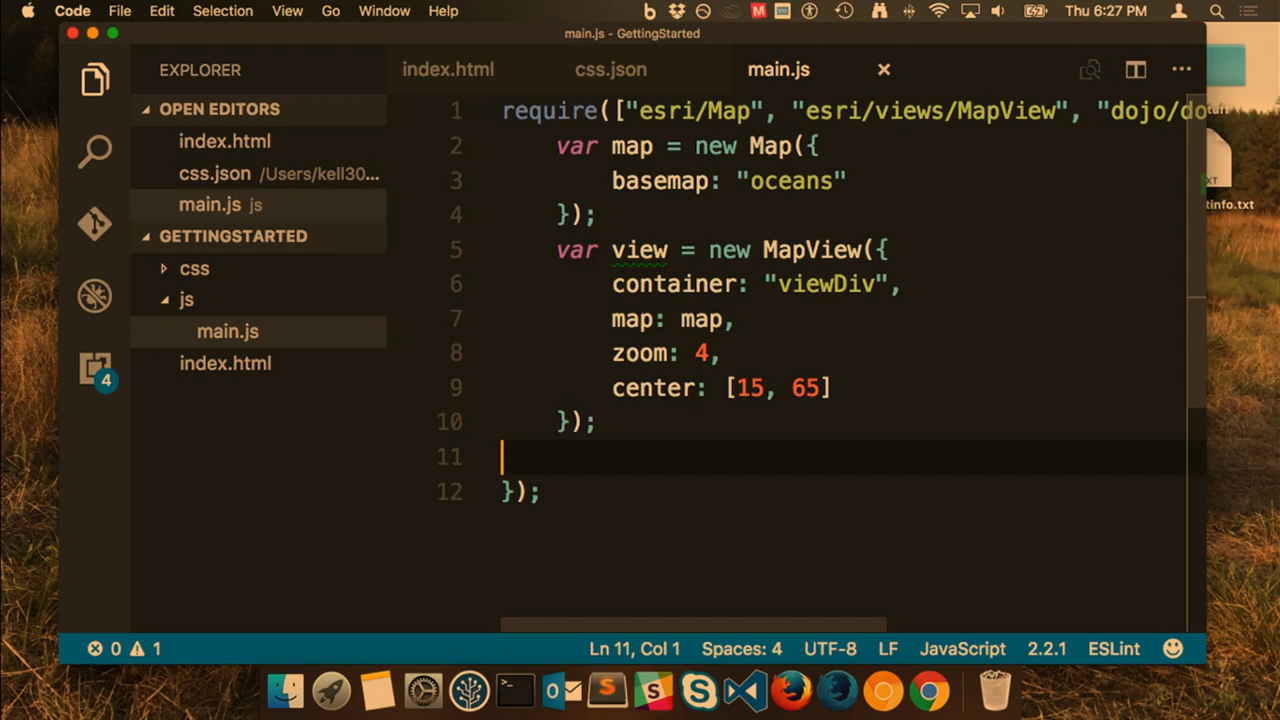 Code File Edit Selection View Go Window Help Thu 6:27 PM
main.js - GettingStarted
EXPLORER
index.html css.json main.js
OPEN EDITORS
index.html
css.json /Users/kell30...
main.js js
GETTINGSTARTED
css
js
main.js
index.html
4
1 require(["esri/Map", "esri/views/MapView", "dojo/do
2 var map = new Map({
3 basemap: "oceans"
4 });
5 var view = new MapView({
6 container: "viewDiv",
7 map: map,
8 zoom: 4,
9 center: [15, 65]
10 });
11
12 });
0 1 Ln 11, Col 1 Spaces: 4 UTF-8 LF JavaScript 2.2.1 ESLint
tinfo.txt